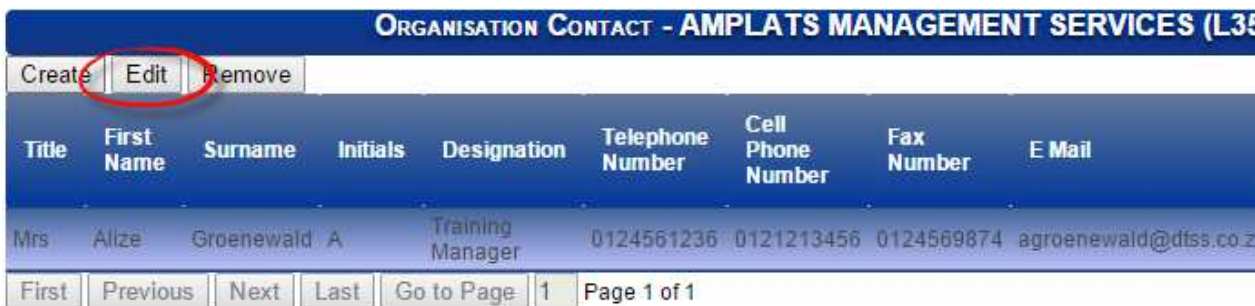 ORGANISATION CONTACT - AMPLATS MANAGEMENT SERVICES (L35
Create Edit Remove
Title First Name Surname Initials Designation Telephone Number Cell Phone Number Fax Number E Mail
Mrs Alize Groenewald A Training Manager 0124561236 0121213456 0124569874 agroenewald@dtss.co.z
First Previous Next Last Go to Page 1 Page 1 of 1